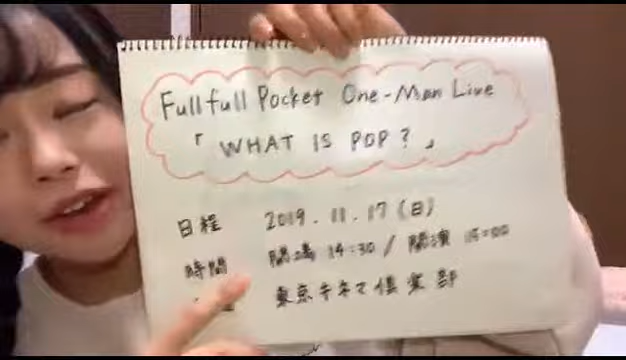 Fullfull Pocket One-Man Live
「WHAT IS POP?」
日程 2019.11.17(日)
時間 開場 14:30 / 開演 15:00
東京キネマ倶楽部